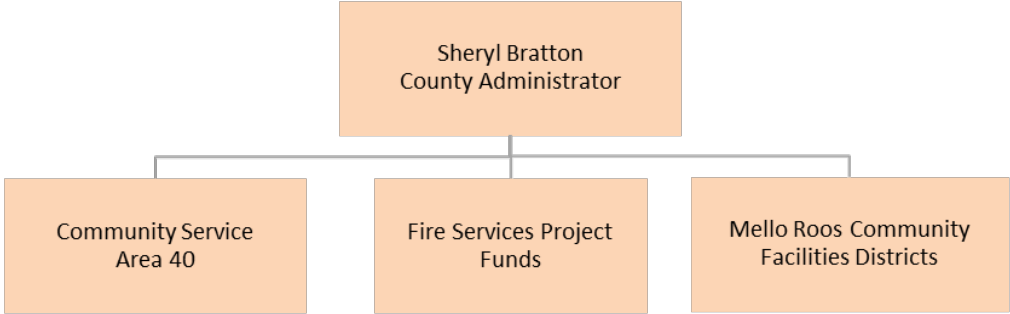 Sheryl Bratton
County Administrator
Community Service
Area 40
Fire Services Project
Funds
Mello Roos Community
Facilities Districts